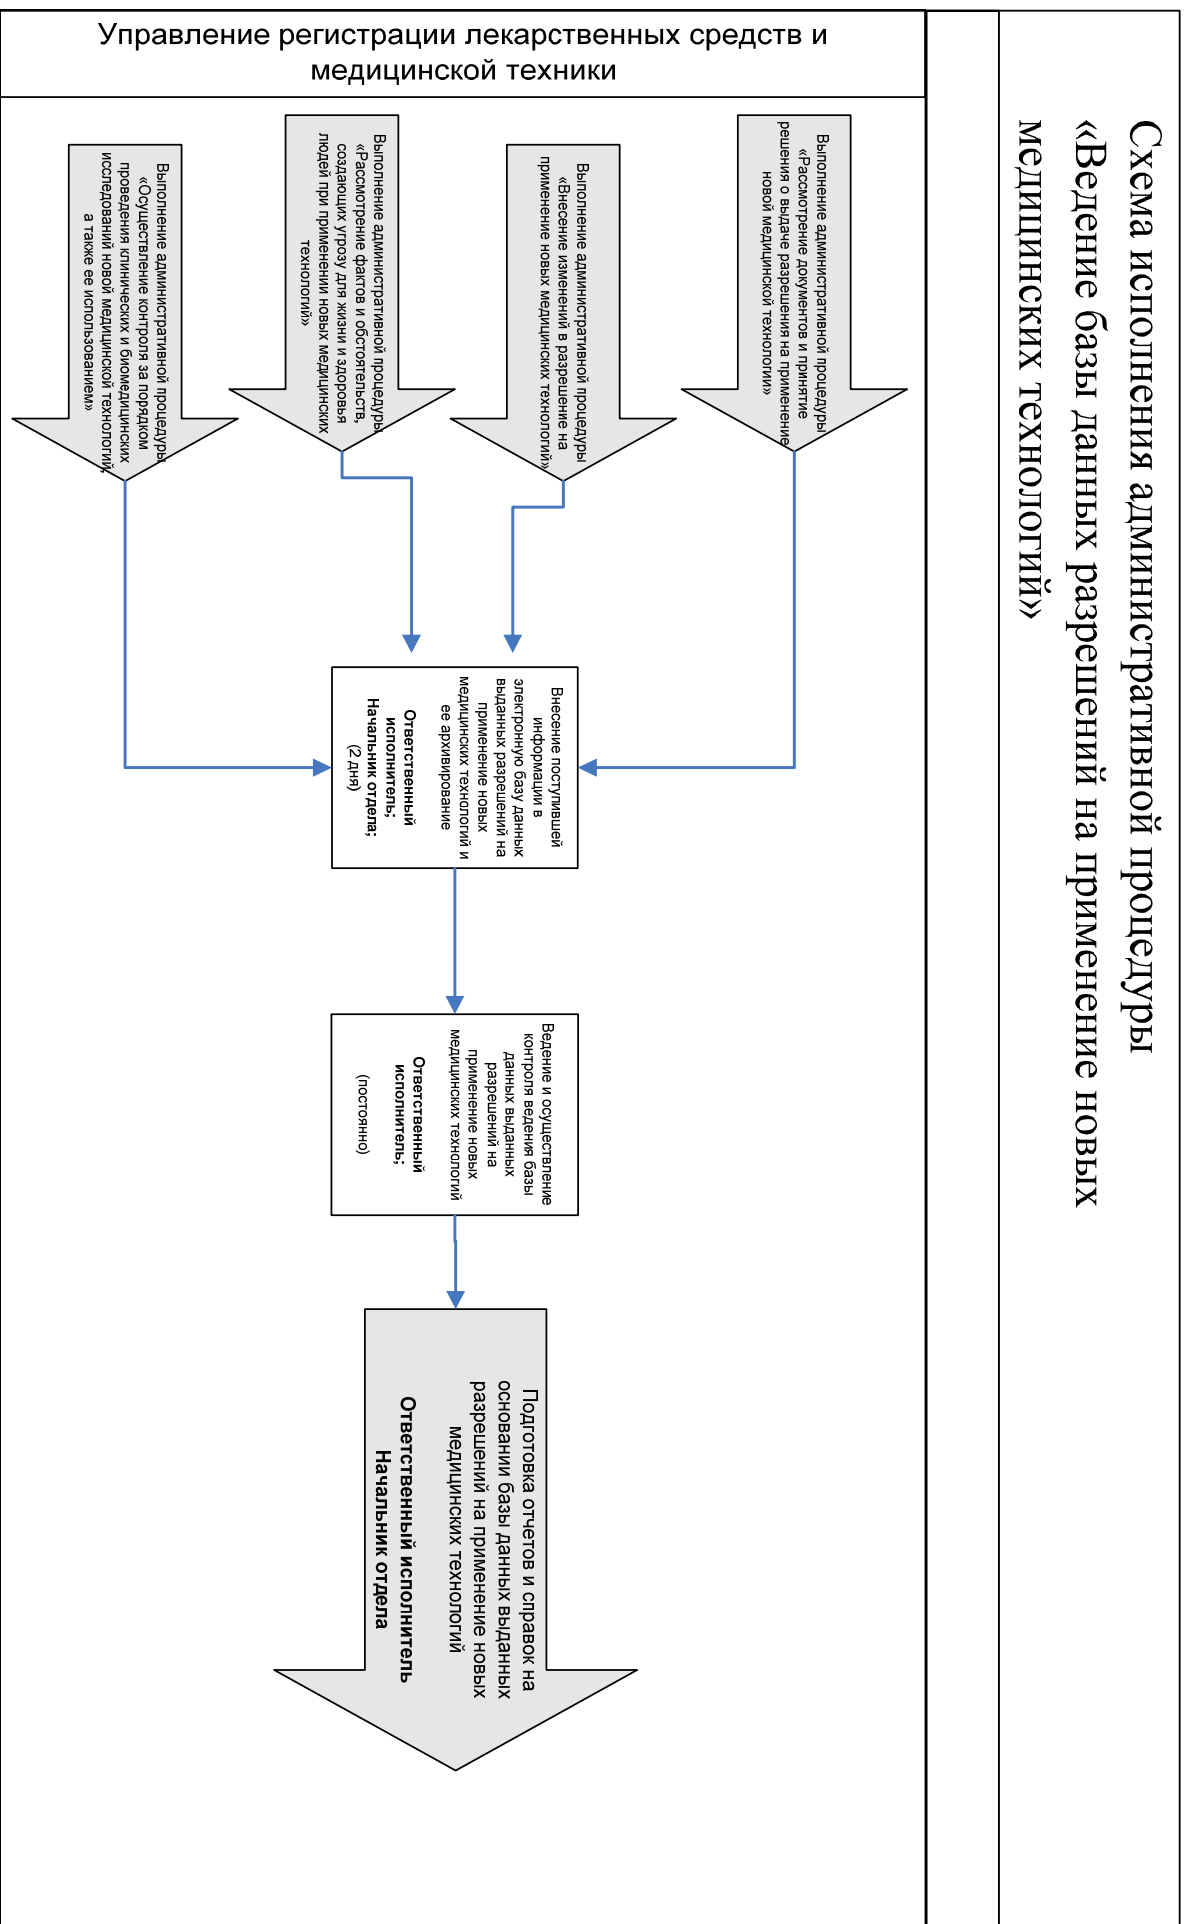 Схема исполнения административной процедуры
«Ведение базы данных разрешений на применение новых
медицинских технологий»
Управление регистрации лекарственных средств и
медицинской техники
Выполнение административной процедуры
«Рассмотрение документов и принятие
решения о выдаче разрешения на применение
новой медицинской технологии»
Выполнение административной процедуры
«Внесение изменений в разрешение на
применение новых медицинских технологий»
Выполнение административной процедуры
«Рассмотрение фактов и обстоятельств,
создающих угрозу для жизни и здоровья
людей при применении новых медицинских
технологий»
Выполнение административной процедуры
«Осуществление контроля за порядком
проведения клинических и биомедицинских
исследований новой медицинской технологий,
а также ее использованием»
Внесение поступившей
информации в
электронную базу данных
выданных разрешений на
применение новых
медицинских технологий и
ее архивирование
Ответственный
исполнитель;
Начальник отдела;
(2 дня)
Ведение и осуществление
контроля ведения базы
данных выданных
разрешений на
применение новых
медицинских технологий
Ответственный
исполнитель;
(постоянно)
Подготовка отчетов и справок на
основании базы данных выданных
разрешений на применение новых
медицинских технологий
Ответственный исполнитель
Начальник отдела